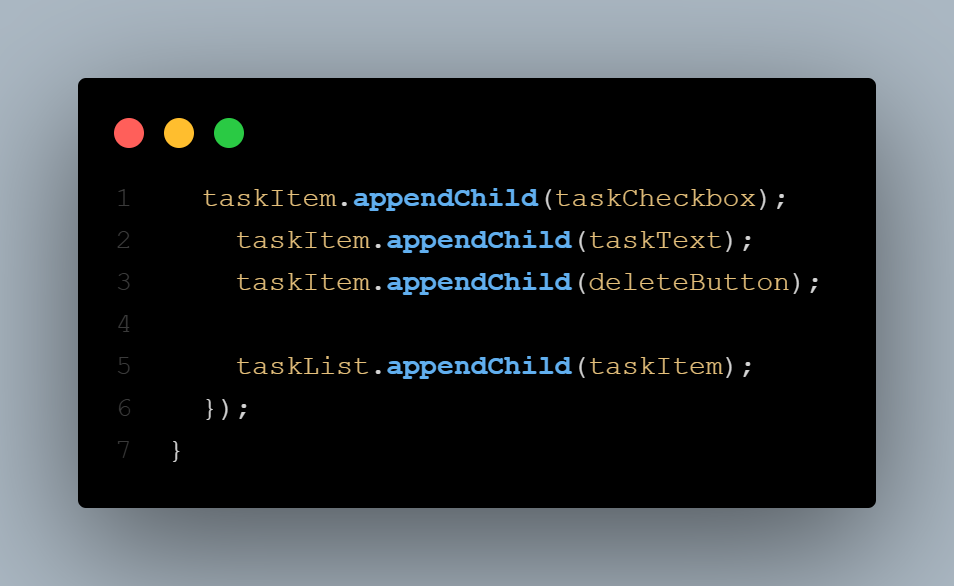 1 taskItem.appendChild(taskCheckbox);
2 taskItem.appendChild(taskText);
3 taskItem.appendChild(deleteButton);
4
5 taskList.appendChild(taskItem);
6 });
7 }